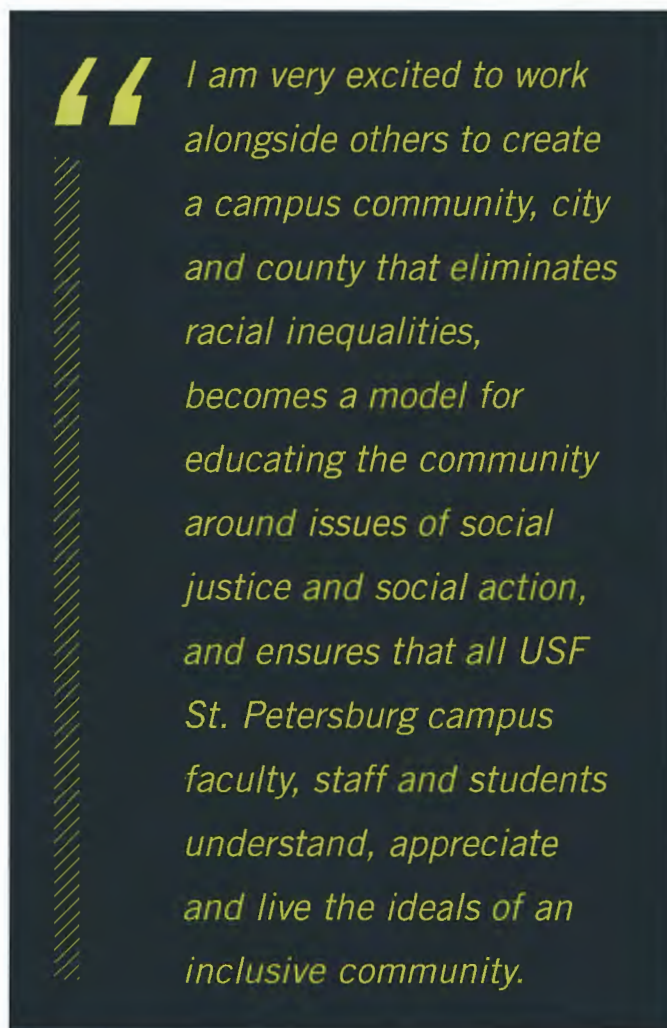 “ I am very excited to work
alongside others to create
a campus community, city
and county that eliminates
racial inequalities,
becomes a model for
educating the community
around issues of social
justice and social action,
and ensures that all USF
St. Petersburg campus
faculty, staff and students
understand, appreciate
and live the ideals of an
inclusive community.